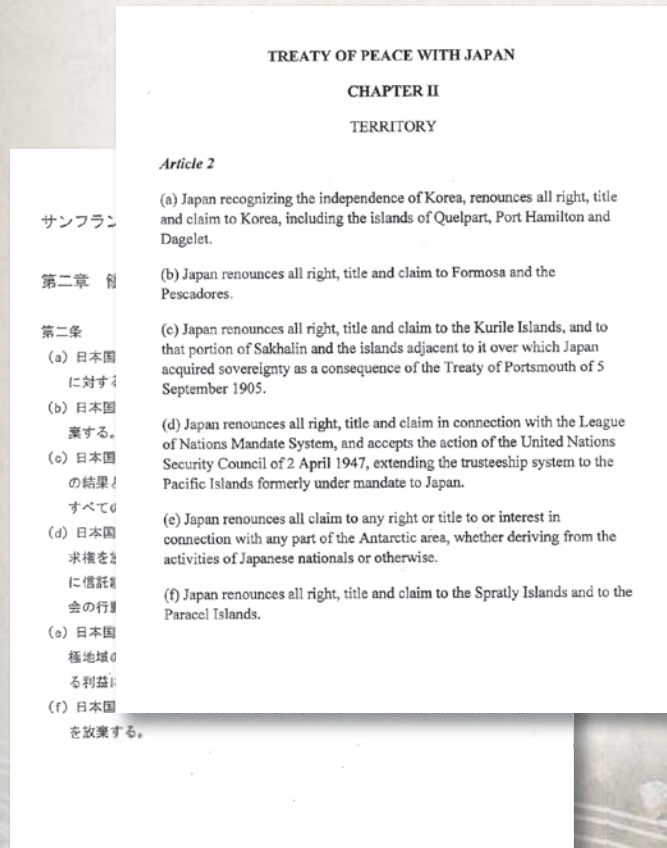 TREATY OF PEACE WITH JAPAN
CHAPTER II
TERRITORY
Article 2
(a) Japan recognizing the independence of Korea, renounces all right, title
and claim to Korea, including the islands of Quelpart, Port Hamilton and
Dagelet.
(b) Japan renounces all right, title and claim to Formosa and the
Pescadores.
(c) Japan renounces all right, title and claim to the Kurile Islands, and to
that portion of Sakhalin and the islands adjacent to it over which Japan
acquired sovereignty as a consequence of the Treaty of Portsmouth of 5
September 1905.
(d) Japan renounces all right, title and claim in connection with the League
of Nations Mandate System, and accepts the action of the United Nations
Security Council of 2 April 1947, extending the trusteeship system to the
Pacific Islands formerly under mandate to Japan.
(e) Japan renounces all claim to any right or title to or interest in
connection with any part of the Antarctic area, whether deriving from the
activities of Japanese nationals or otherwise.
(f) Japan renounces all right, title and claim to the Spratly Islands and to the
Paracel Islands.
サンフラン
第二章
第二条
(a) 日本国
に対する
(b) 日本国
棄する。
(c) 日本国
の結果
すべての
(d) 日本国
求権を
に信託
会の行動
(e) 日本国
極地域の
る利益
(f) 日本国
を放棄する。